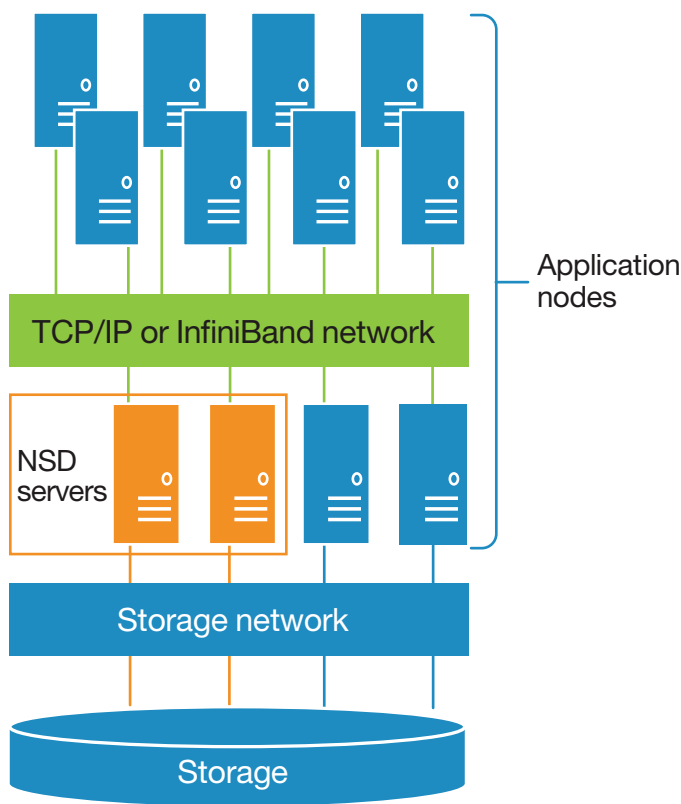 Application
nodes
TCP/IP or InfiniBand network
NSD
servers
Storage network
Storage